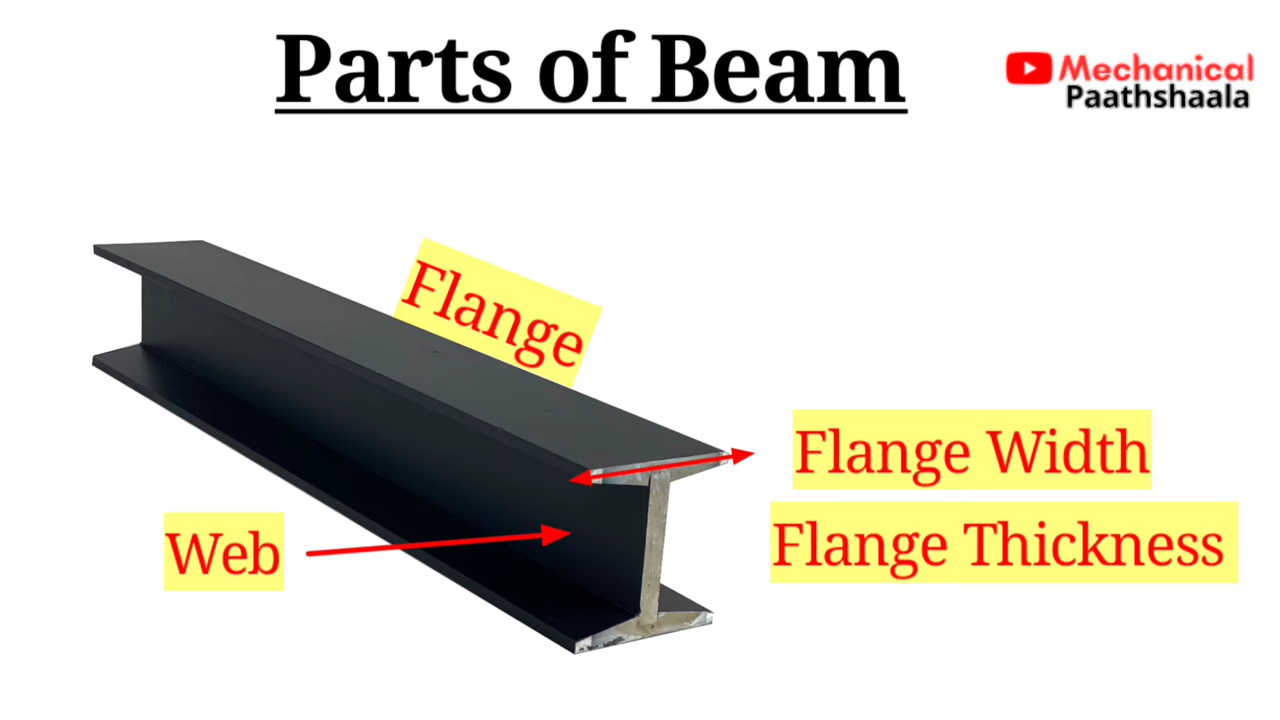 Parts of Beam
Mechanical
Paathshaala
Flange
Flange Width
Flange Thickness
Web